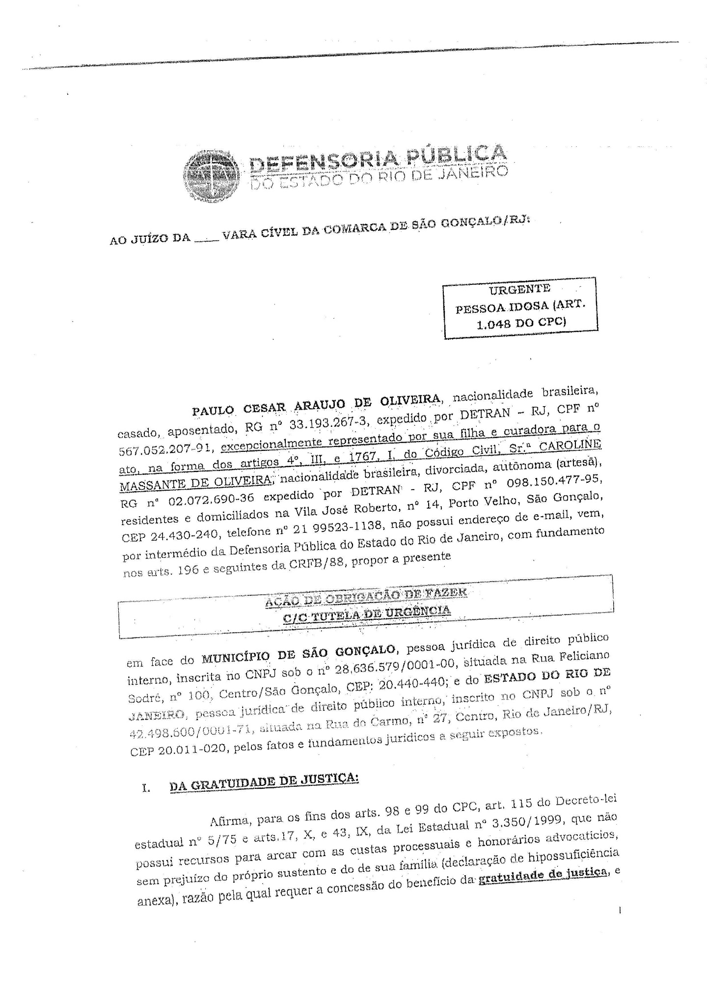 DEFENSORIA PÚBLICA
DO ESTADO DO RIO DE JANEIRO
AO JUÍZO DA ___ VARA CÍVEL DA COMARCA DE SÃO GONÇALO/RJ:
URGENTE
PESSOA IDOSA (ART.
1.048 DO CPC)
PAULO CESAR ARAUJO DE OLIVEIRA, nacionalidade brasileira,
casado, aposentado, RG nº 33.193.267-3, expedido por DETRAN – RJ, CPF nº
567.052.207-91, excepcionalmente representado por sua filha e curadora para o
ato, na forma dos artigos 4º, III, e 1767, I, do Código Civil, Sr.ª CAROLINE
MASSANTE DE OLIVEIRA, nacionalidade brasileira, divorciada, autônoma (artesã),
RG nº 02.072.690-36 expedido por DETRAN - RJ, CPF nº 098.150.477-95,
residentes e domiciliados na Vila José Roberto, nº 14, Porto Velho, São Gonçalo,
CEP 24.430-240, telefone nº 21 99523-1138, não possui endereço de e-mail, vem,
por intermédio da Defensoria Pública do Estado do Rio de Janeiro, com fundamento
nos arts. 196 e seguintes da CRFB/88, propor a presente
AÇÃO DE OBRIGAÇÃO DE FAZER
C/C TUTELA DE URGÊNCIA
em face do MUNICÍPIO DE SÃO GONÇALO, pessoa jurídica de direito público
interno, inscrita no CNPJ sob o nº 28.636.579/0001-00, situada na Rua Feliciano
Sodré, nº 100, Centro/São Gonçalo, CEP: 20.440-440; e do ESTADO DO RIO DE
JANEIRO, pessoa jurídica de direito público interno, inscrito no CNPJ sob o nº
42.498.600/0001-71, situada na Rua do Carmo, nº 27, Centro, Rio de Janeiro/RJ,
CEP 20.011-020, pelos fatos e fundamentos jurídicos a seguir expostos.
I. DA GRATUIDADE DE JUSTIÇA:
Afirma, para os fins dos arts. 98 e 99 do CPC, art. 115 do Decreto-lei
estadual nº 5/75 e arts.17, X, e 43, IX, da Lei Estadual nº 3.350/1999, que não
possui recursos para arcar com as custas processuais e honorários advocatícios,
sem prejuízo do próprio sustento e do de sua família (declaração de hipossuficiência
anexa), razão pela qual requer a concessão do benefício da gratuidade de justiça, e
1